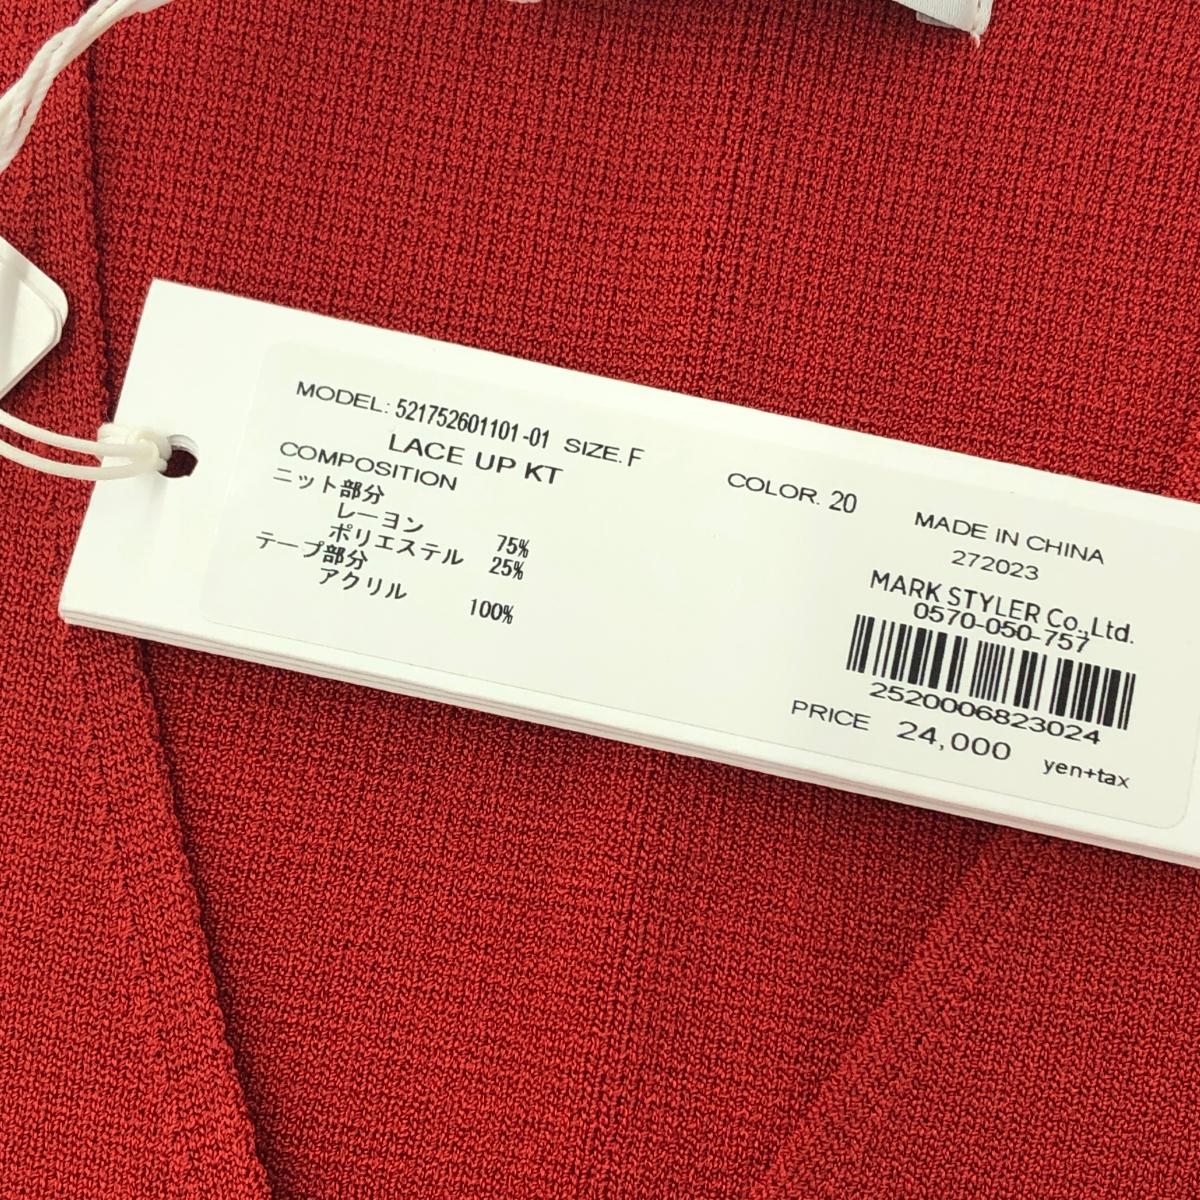 MODEL: 521752601101-01 SIZE. F
LACE UP KT
COMPOSITION
ニット部分
レーヨン 75%
ポリエステル 25%
テープ部分
アクリル 100%
COLOR. 20
MADE IN CHINA
272023
MARK STYLER Co.,Ltd.
0570-050-757
2520006823024
PRICE 24,000 yen+tax